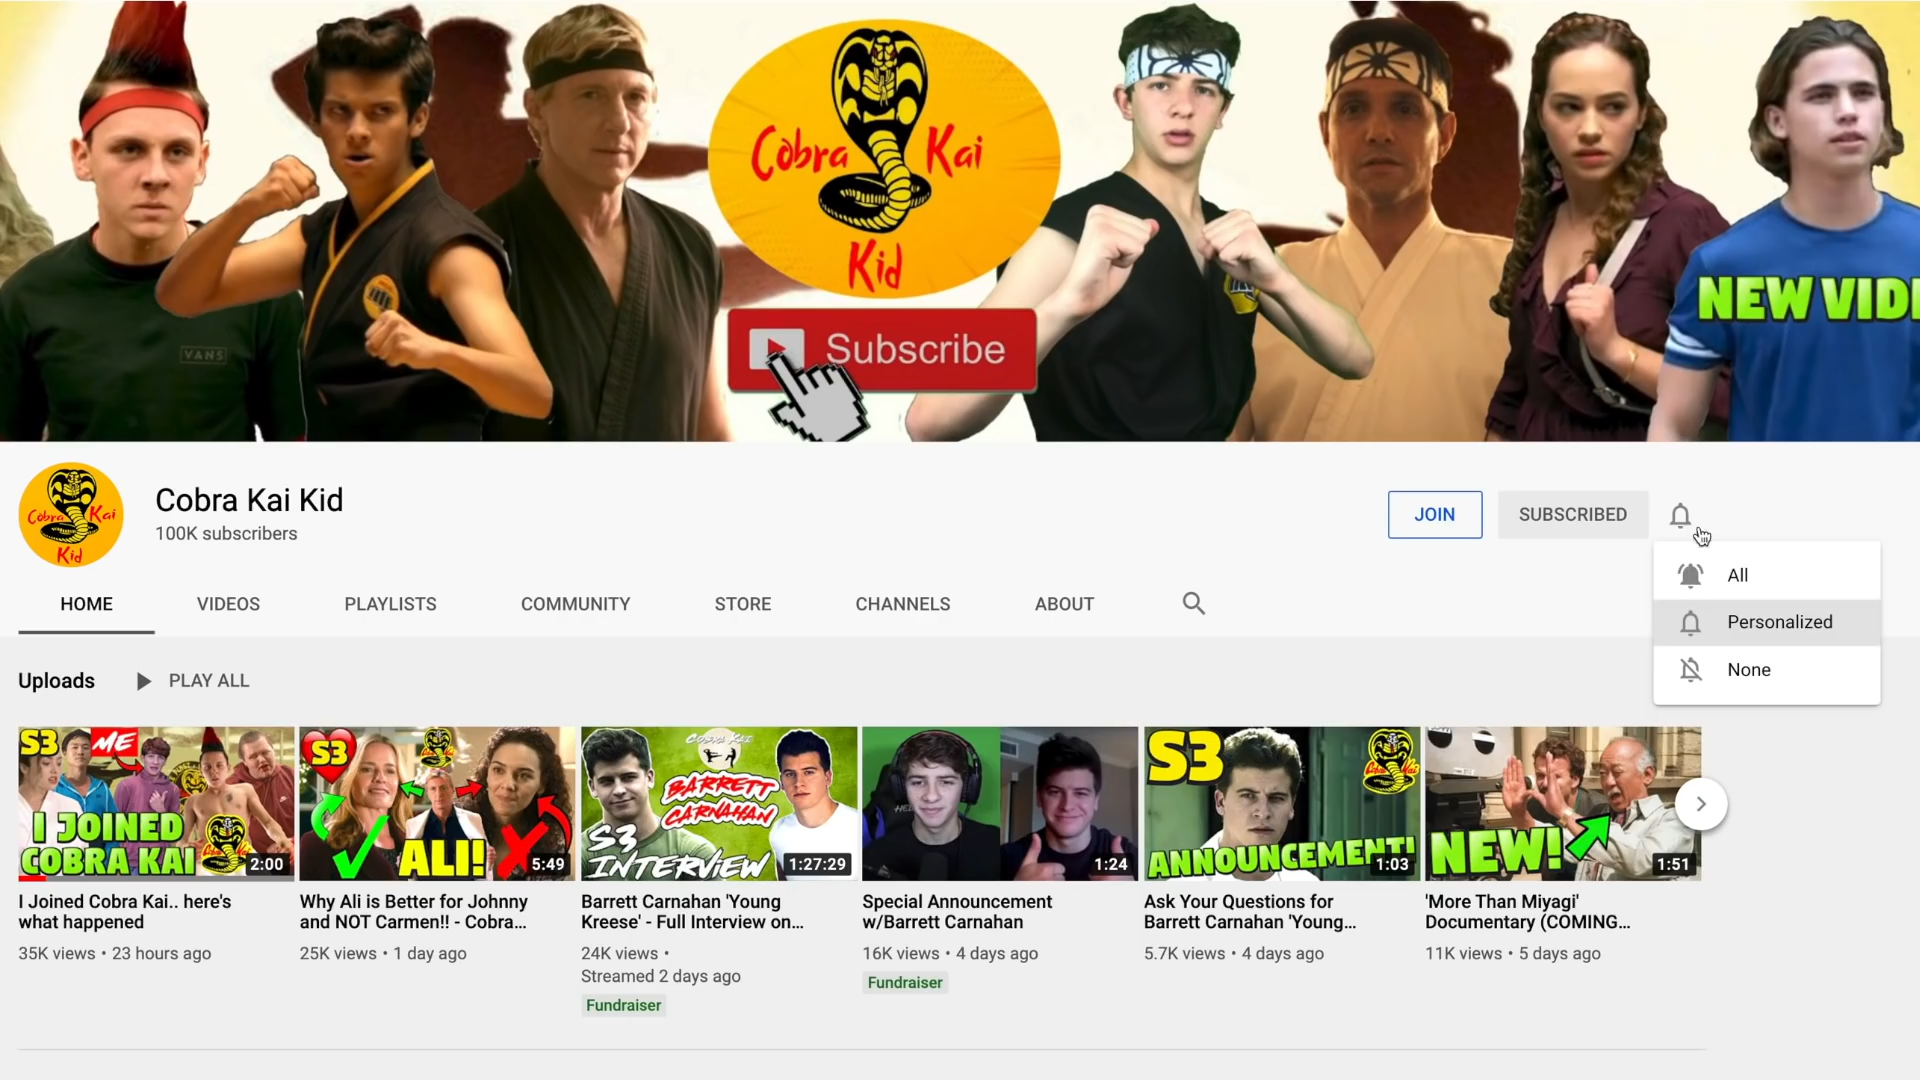 VANS
Cobra Kai
Kid
Subscribe
NEW VID
Cobra Kai
Kid
Cobra Kai Kid
100K subscribers
JOIN
SUBSCRIBED
All
Personalized
None
HOME
VIDEOS
PLAYLISTS
COMMUNITY
STORE
CHANNELS
ABOUT
Uploads
PLAY ALL
S3
ME
I JOINED
COBRA KAI
2:00
S3
ALI!
5:49
COBRA KAI
BARRETT
CARNAHAN
S3
INTERVIEW
1:27:29
1:24
S3
ANNOUNCEMENT!
1:03
NEW!
1:51
I Joined Cobra Kai.. here's
what happened
35K views • 23 hours ago
Why Ali is Better for Johnny
and NOT Carmen!! - Cobra...
25K views • 1 day ago
Barrett Carnahan 'Young
Kreese' - Full Interview on...
24K views •
Streamed 2 days ago
Fundraiser
Special Announcement
w/Barrett Carnahan
16K views • 4 days ago
Fundraiser
Ask Your Questions for
Barrett Carnahan 'Young...
5.7K views • 4 days ago
'More Than Miyagi'
Documentary (COMING...
11K views • 5 days ago